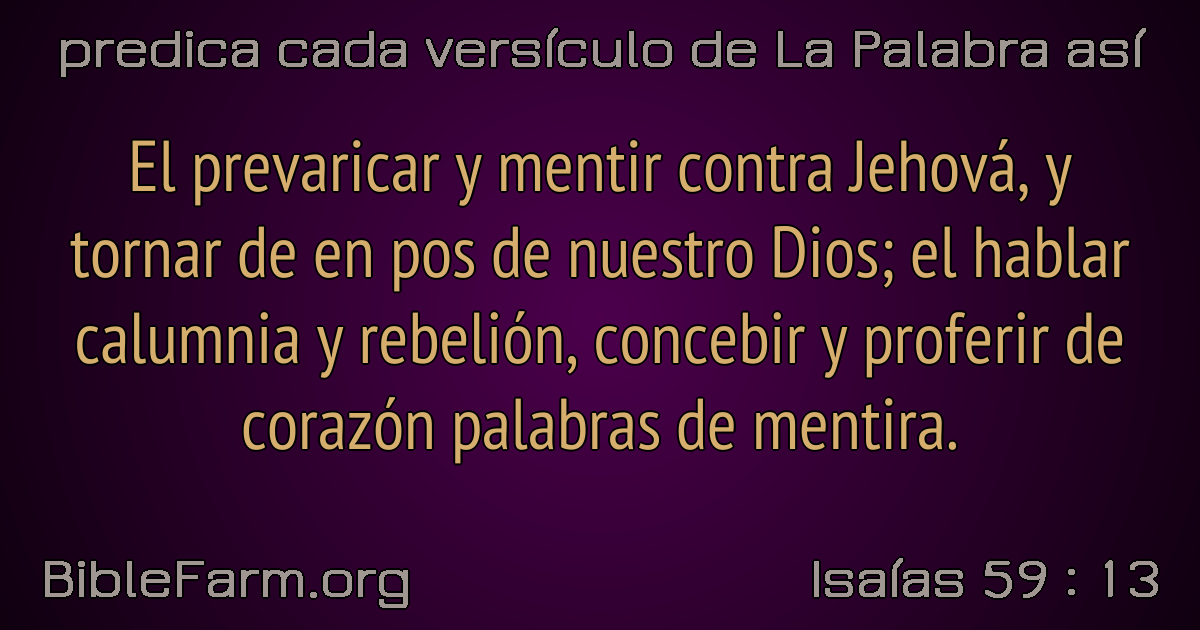 predica cada versículo de La Palabra así
El prevaricar y mentir contra Jehová, y
tornar de en pos de nuestro Dios; el hablar
calumnia y rebelión, concebir y proferir de
corazón palabras de mentira.
BibleFarm.org
Isaías 59 : 13